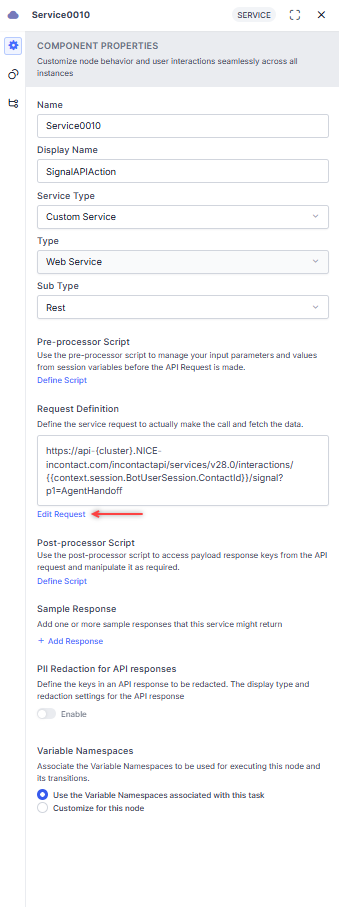 Service0010
SERVICE
COMPONENT PROPERTIES
Customize node behavior and user interactions seamlessly across all
instances
Name
Service0010
Display Name
SignalAPIAction
Service Type
Custom Service
Type
Web Service
Sub Type
Rest
Pre-processor Script
Use the pre-processor script to manage your input parameters and values
from session variables before the API Request is made.
Define Script
Request Definition
Define the service request to actually make the call and fetch the data.
https://api-{cluster}.NICE-
incontact.com/incontactapi/services/v28.0/interactions/
{{context.session.BotUserSession.ContactId}}/signal?
p1=AgentHandoff
Edit Request
Post-processor Script
Use the post-processor script to access payload response keys from the API
request and manipulate it as required.
Define Script
Sample Response
Add one or more sample responses that this service might return
+ Add Response
PII Redaction for API responses
Define the keys in an API response to be redacted. The display type and
redaction settings for the API response
Enable
Variable Namespaces
Associate the Variable Namespaces to be used for executing this node and
its transitions.
Use the Variable Namespaces associated with this task
Customize for this node